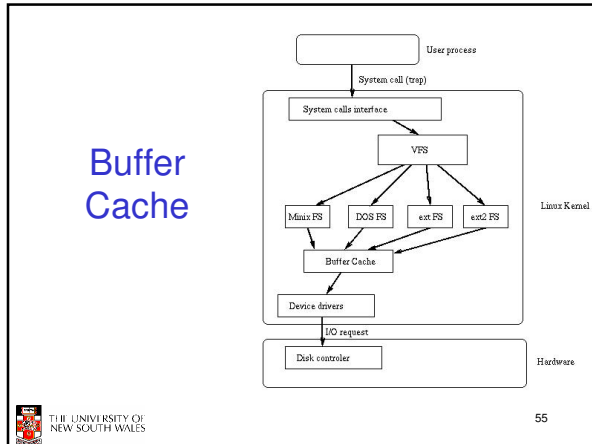 Buffer
Cache
User process
System call (trap)
System calls interface
VFS
Minix FS
DOS FS
ext FS
ext2 FS
Linux Kernel
Buffer Cache
Device drivers
I/O request
Disk controler
Hardware
THE UNIVERSITY OF
NEW SOUTH WALES
55